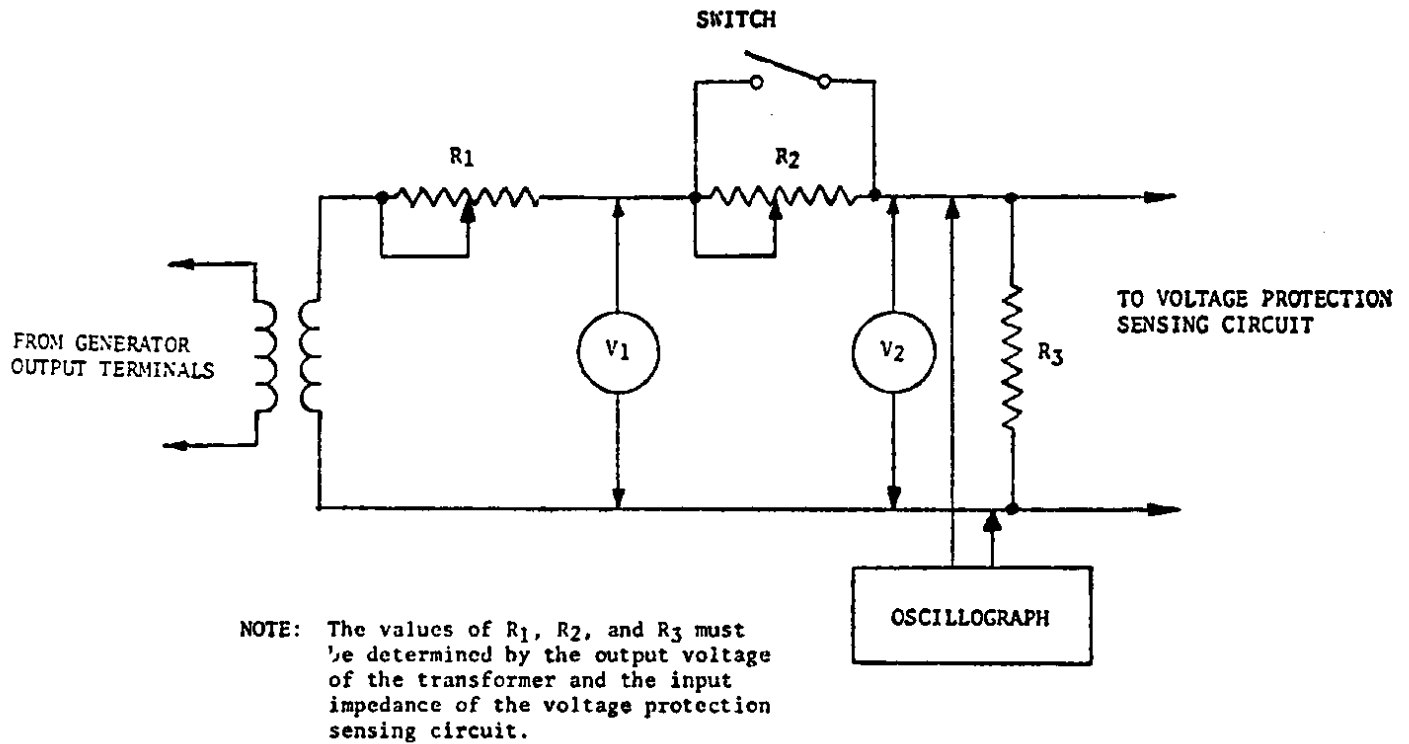 SWITCH
R1
R2
FROM GENERATOR
OUTPUT TERMINALS
V1
V2
R3
TO VOLTAGE PROTECTION
SENSING CIRCUIT
OSCILLOGRAPH
NOTE: The values of R1, R2, and R3 must
be determined by the output voltage
of the transformer and the input
impedance of the voltage protection
sensing circuit.